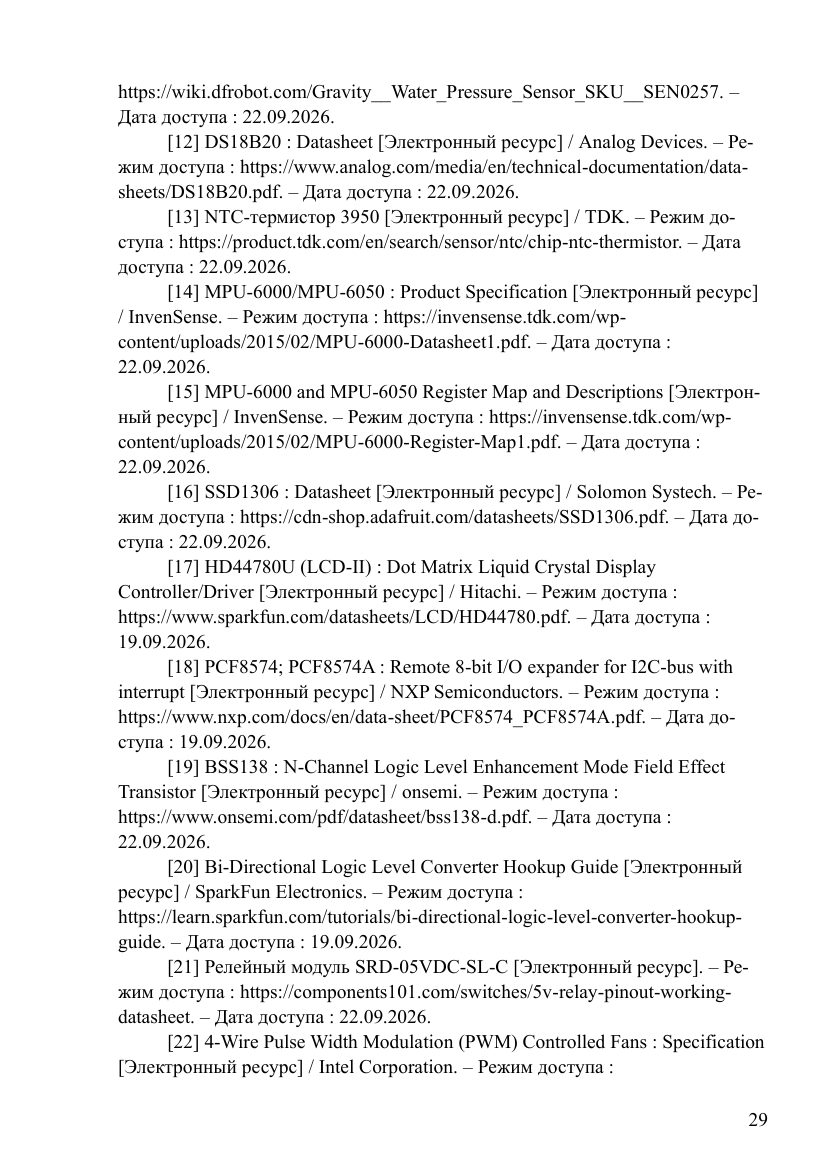 https://wiki.dfrobot.com/Gravity__Water_Pressure_Sensor_SKU__SEN0257. –
Дата доступа : 22.09.2026.
[12] DS18B20 : Datasheet [Электронный ресурс] / Analog Devices. – Ре-
жим доступа : https://www.analog.com/media/en/technical-documentation/data-
sheets/DS18B20.pdf. – Дата доступа : 22.09.2026.
[13] NTC-термистор 3950 [Электронный ресурс] / TDK. – Режим до-
ступа : https://product.tdk.com/en/search/sensor/ntc/chip-ntc-thermistor. – Дата
доступа : 22.09.2026.
[14] MPU-6000/MPU-6050 : Product Specification [Электронный ресурс]
/ InvenSense. – Режим доступа : https://invensense.tdk.com/wp-
content/uploads/2015/02/MPU-6000-Datasheet1.pdf. – Дата доступа :
22.09.2026.
[15] MPU-6000 and MPU-6050 Register Map and Descriptions [Электрон-
ный ресурс] / InvenSense. – Режим доступа : https://invensense.tdk.com/wp-
content/uploads/2015/02/MPU-6000-Register-Map1.pdf. – Дата доступа :
22.09.2026.
[16] SSD1306 : Datasheet [Электронный ресурс] / Solomon Systech. – Ре-
жим доступа : https://cdn-shop.adafruit.com/datasheets/SSD1306.pdf. – Дата до-
ступа : 22.09.2026.
[17] HD44780U (LCD-II) : Dot Matrix Liquid Crystal Display
Controller/Driver [Электронный ресурс] / Hitachi. – Режим доступа :
https://www.sparkfun.com/datasheets/LCD/HD44780.pdf. – Дата доступа :
19.09.2026.
[18] PCF8574; PCF8574A : Remote 8-bit I/O expander for I2C-bus with
interrupt [Электронный ресурс] / NXP Semiconductors. – Режим доступа :
https://www.nxp.com/docs/en/data-sheet/PCF8574_PCF8574A.pdf. – Дата до-
ступа : 19.09.2026.
[19] BSS138 : N-Channel Logic Level Enhancement Mode Field Effect
Transistor [Электронный ресурс] / onsemi. – Режим доступа :
https://www.onsemi.com/pdf/datasheet/bss138-d.pdf. – Дата доступа :
22.09.2026.
[20] Bi-Directional Logic Level Converter Hookup Guide [Электронный
ресурс] / SparkFun Electronics. – Режим доступа :
https://learn.sparkfun.com/tutorials/bi-directional-logic-level-converter-hookup-
guide. – Дата доступа : 19.09.2026.
[21] Релейный модуль SRD-05VDC-SL-C [Электронный ресурс]. – Ре-
жим доступа : https://components101.com/switches/5v-relay-pinout-working-
datasheet. – Дата доступа : 22.09.2026.
[22] 4-Wire Pulse Width Modulation (PWM) Controlled Fans : Specification
[Электронный ресурс] / Intel Corporation. – Режим доступа :
29